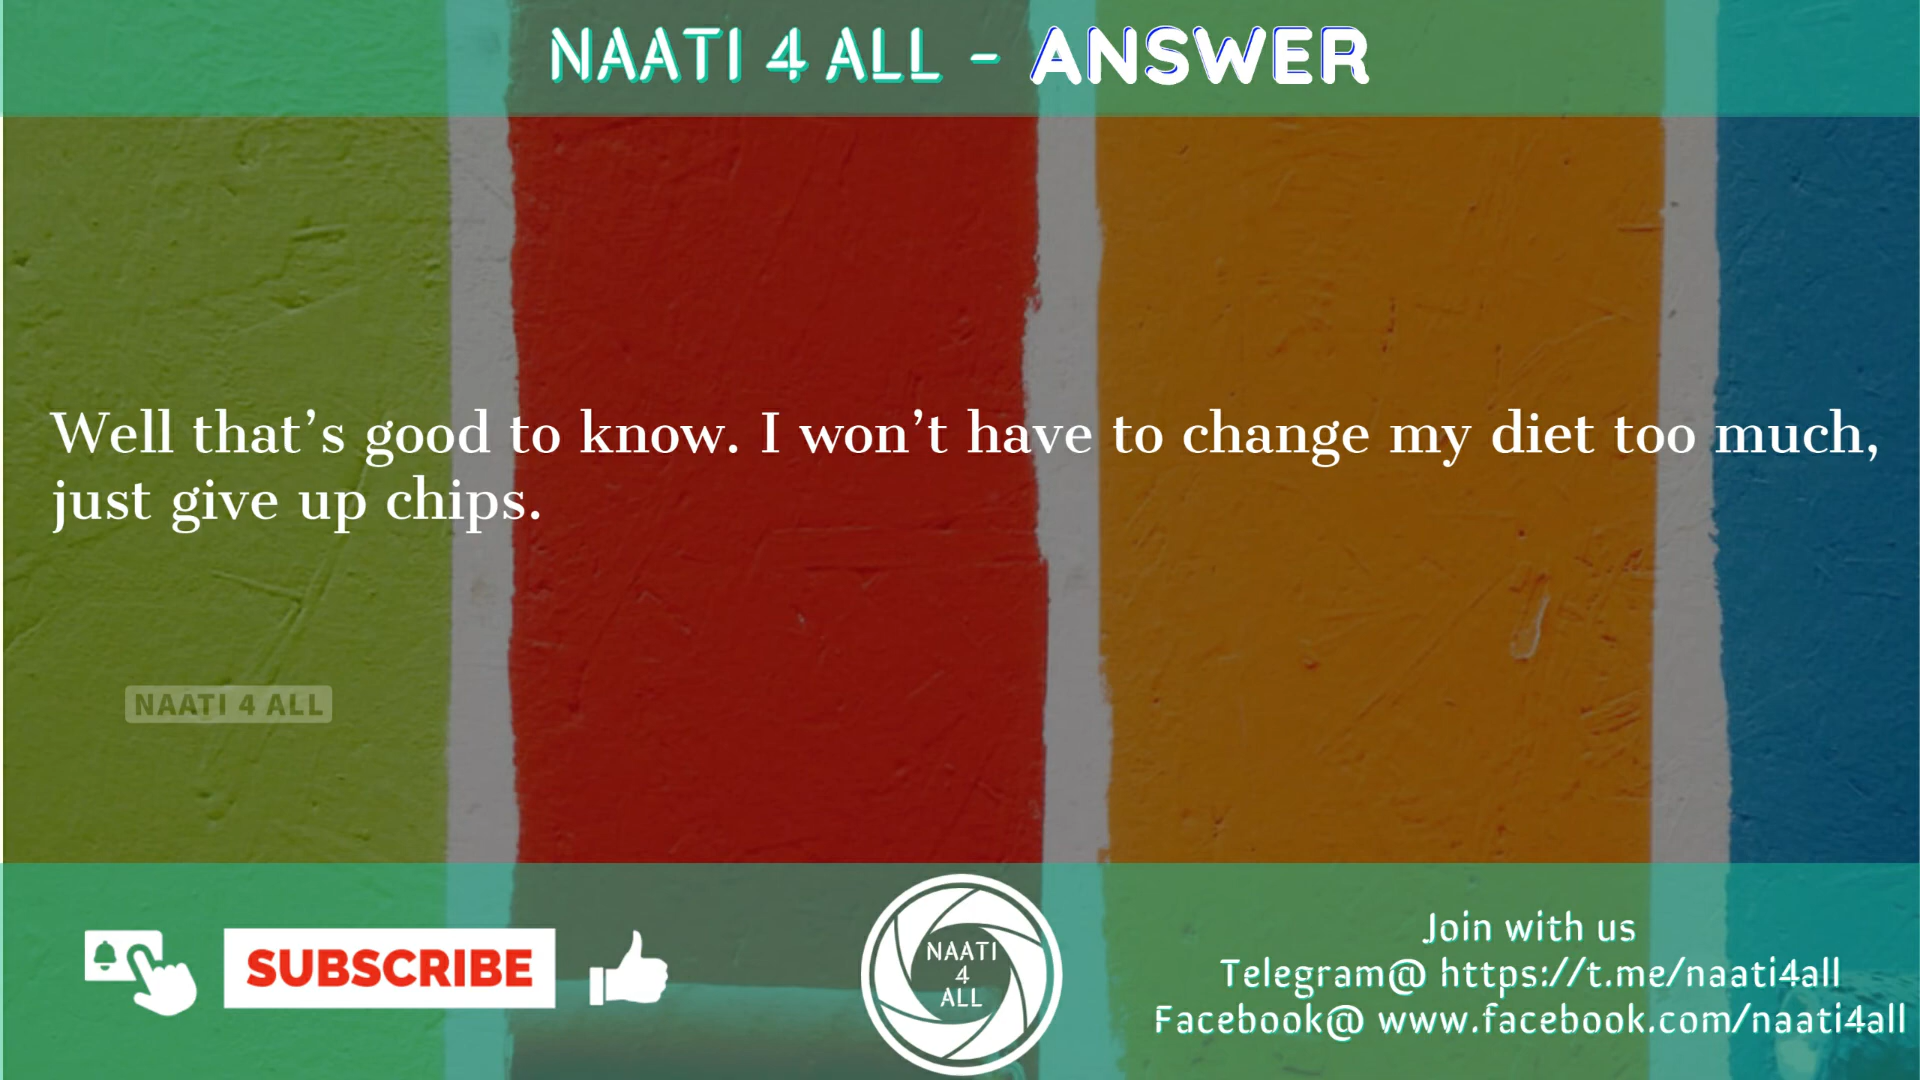 NAATI 4 ALL - ANSWER
Well that’s good to know. I won’t have to change my diet too much,
just give up chips.
NAATI 4 ALL
SUBSCRIBE
NAATI
4
ALL
Join with us
Telegram@ https://t.me/naati4all
Facebook@ www.facebook.com/naati4all